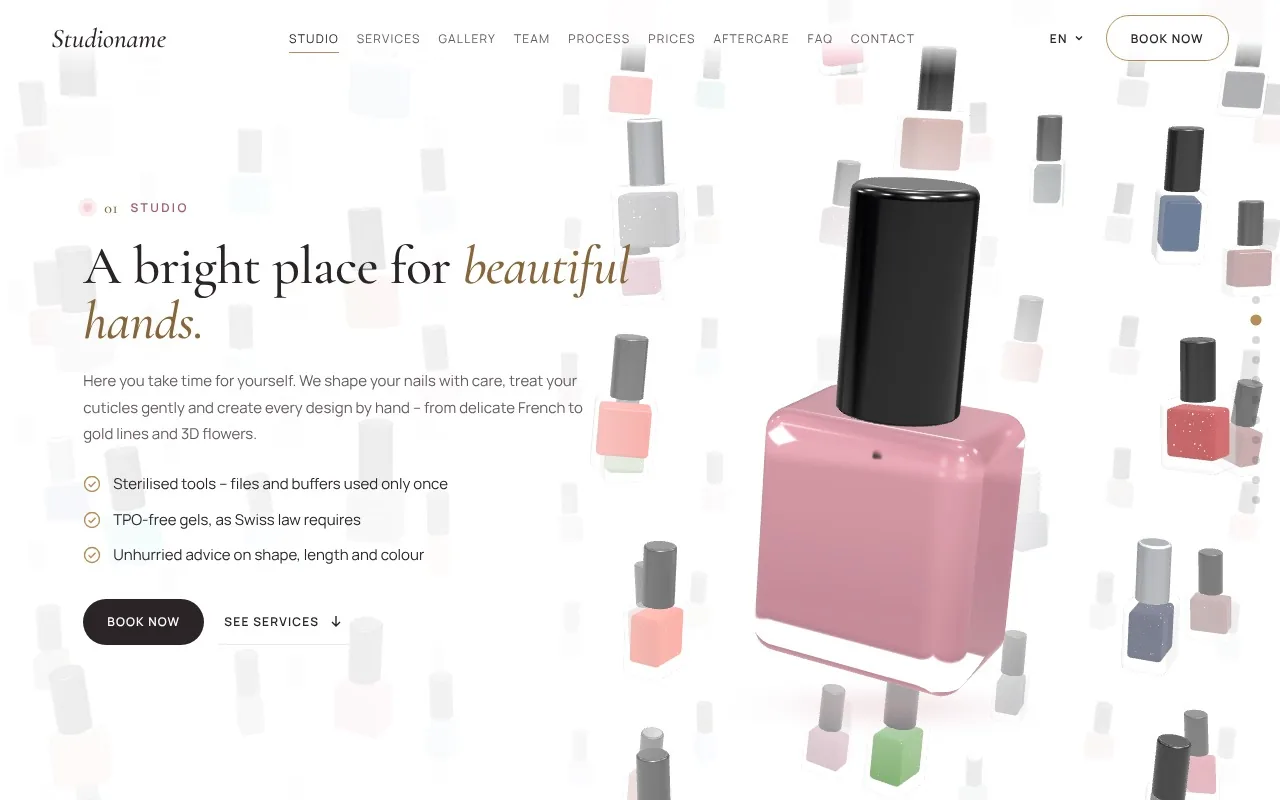 Studioname
STUDIO SERVICES GALLERY TEAM PROCESS PRICES AFTERCARE FAQ CONTACT
EN
BOOK NOW
01 STUDIO
A bright place for beautiful
hands.
Here you take time for yourself. We shape your nails with care, treat your
cuticles gently and create every design by hand – from delicate French to
gold lines and 3D flowers.
Sterilised tools – files and buffers used only once
TPO-free gels, as Swiss law requires
Unhurried advice on shape, length and colour
BOOK NOW
SEE SERVICES